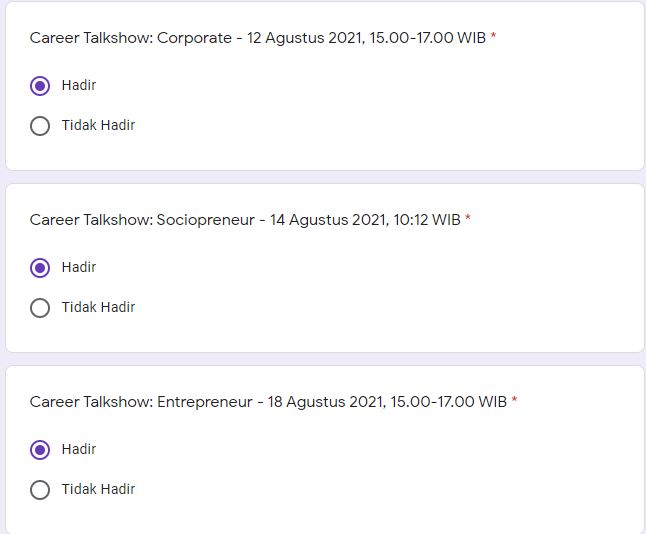 Career Talkshow: Corporate - 12 Agustus 2021, 15.00-17.00 WIB *
Hadir
Tidak Hadir
Career Talkshow: Sociopreneur - 14 Agustus 2021, 10:12 WIB *
Hadir
Tidak Hadir
Career Talkshow: Entrepreneur - 18 Agustus 2021, 15.00-17.00 WIB *
Hadir
Tidak Hadir